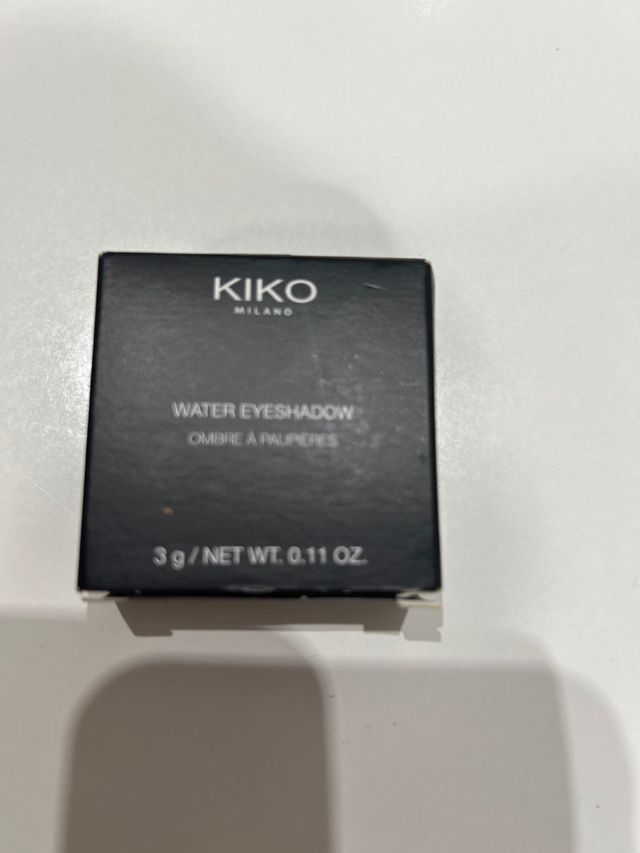 KIKO
MILANO
WATER EYESHADOW
OMBRE À PAUPIÈRES
3 g / NET WT. 0.11 OZ.